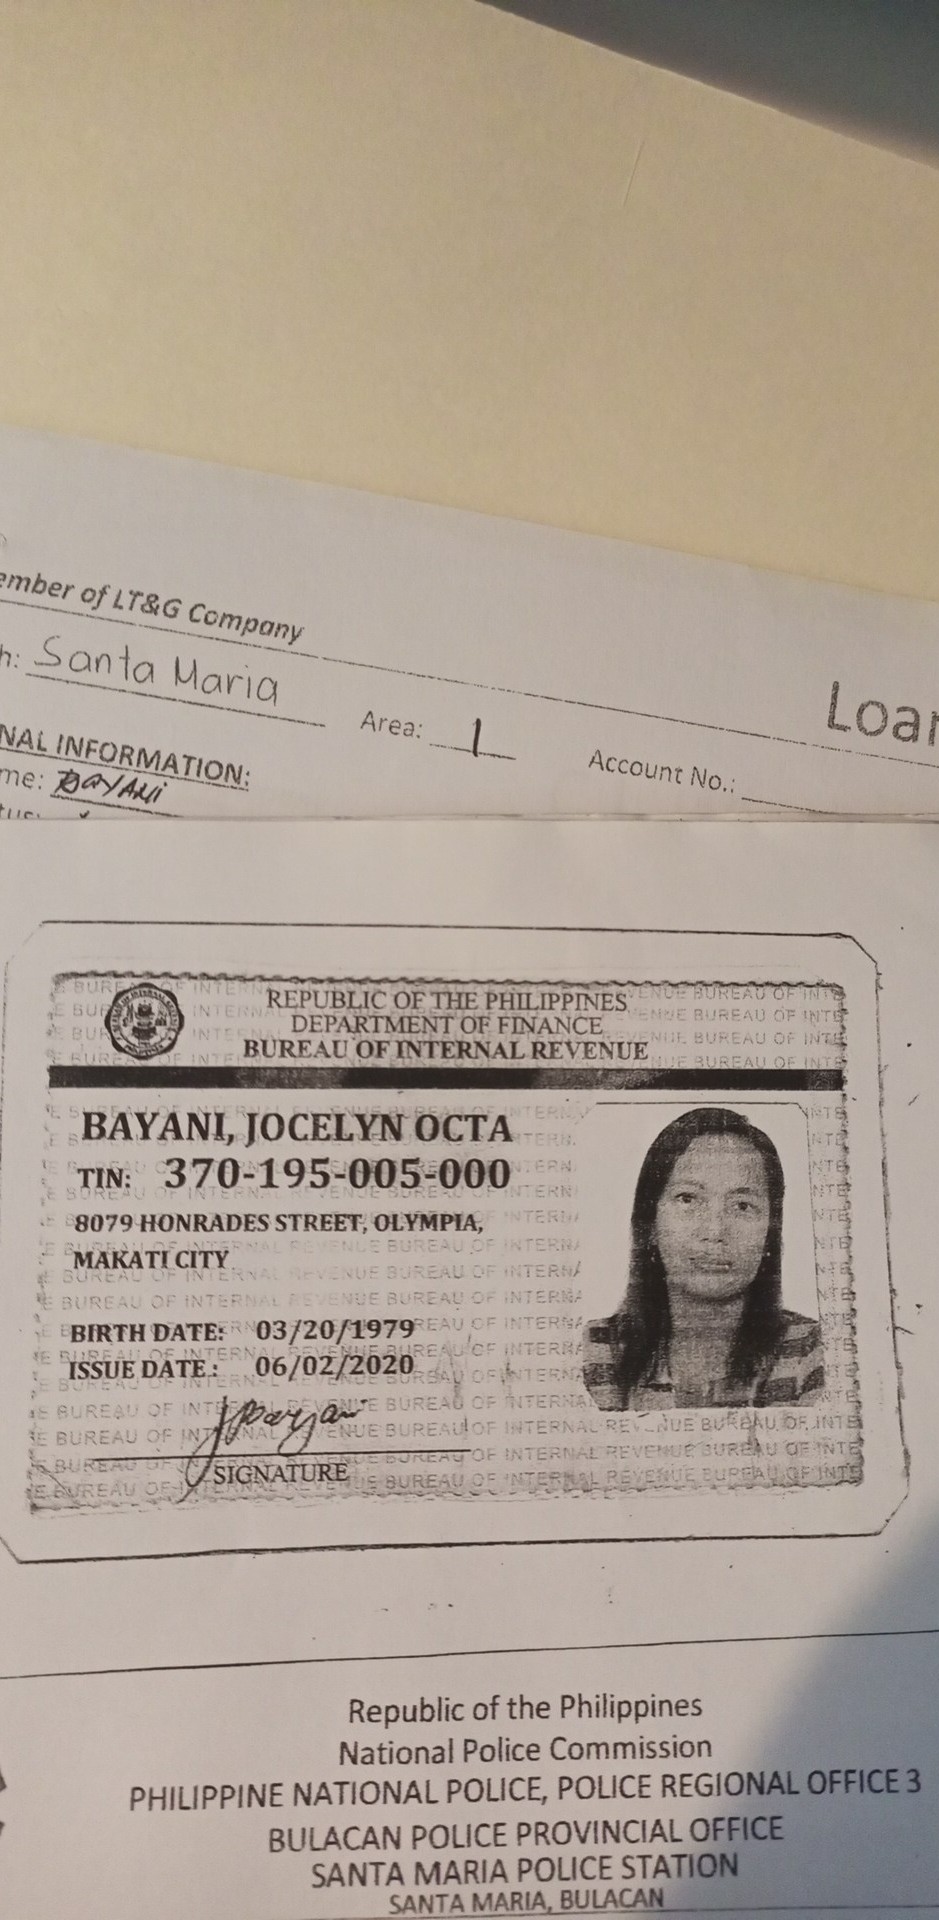 ember of LT&G Company
h: Santa Maria
Area: 1
Loan
Account No.:
NAL INFORMATION:
me: BAYANI
REPUBLIC OF THE PHILIPPINES
DEPARTMENT OF FINANCE
BUREAU OF INTERNAL REVENUE
BAYANI, JOCELYN OCTA
TIN: 370-195-005-000
8079 HONRADES STREET, OLYMPIA,
MAKATI CITY
BIRTH DATE: 03/20/1979
ISSUE DATE.: 06/02/2020
JBayani
SIGNATURE
Republic of the Philippines
National Police Commission
PHILIPPINE NATIONAL POLICE, POLICE REGIONAL OFFICE 3
BULACAN POLICE PROVINCIAL OFFICE
SANTA MARIA POLICE STATION
SANTA MARIA, BULACAN